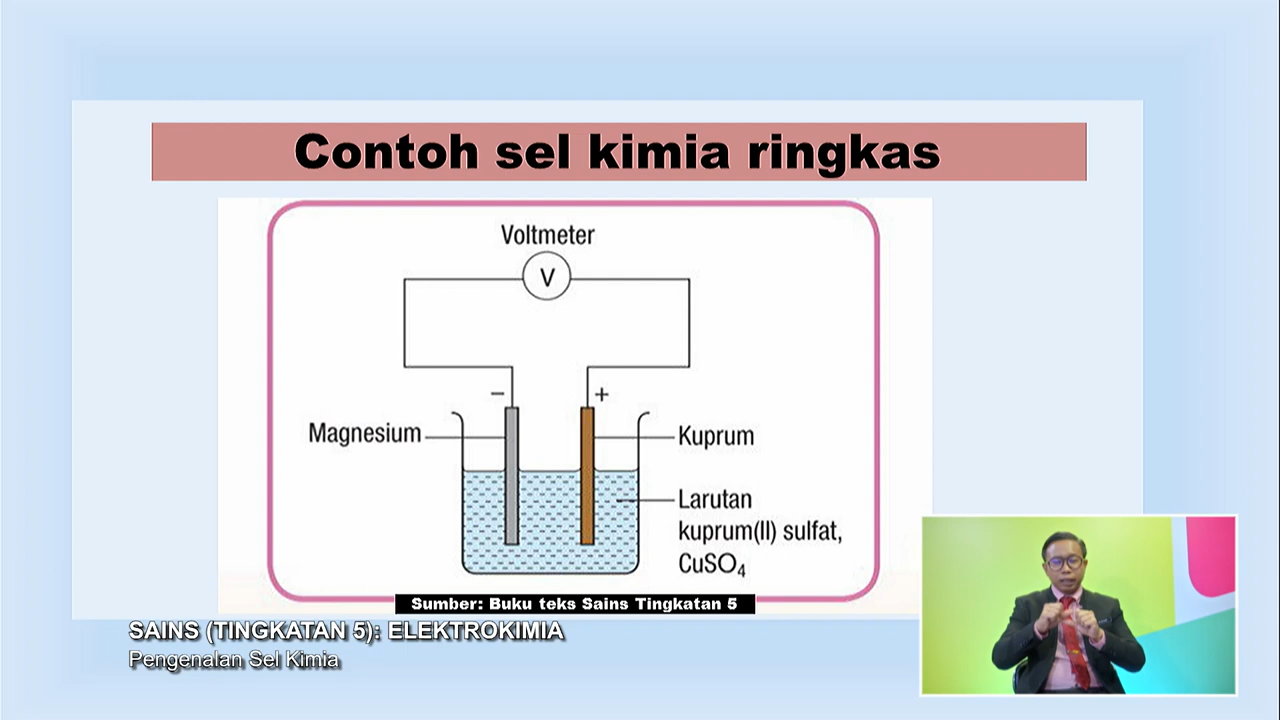 Contoh sel kimia ringkas
Voltmeter
V
− +
Magnesium
Kuprum
Larutan
kuprum(II) sulfat,
CuSO₄
Sumber: Buku teks Sains Tingkatan 5
SAINS (TINGKATAN 5): ELEKTROKIMIA
Pengenalan Sel Kimia